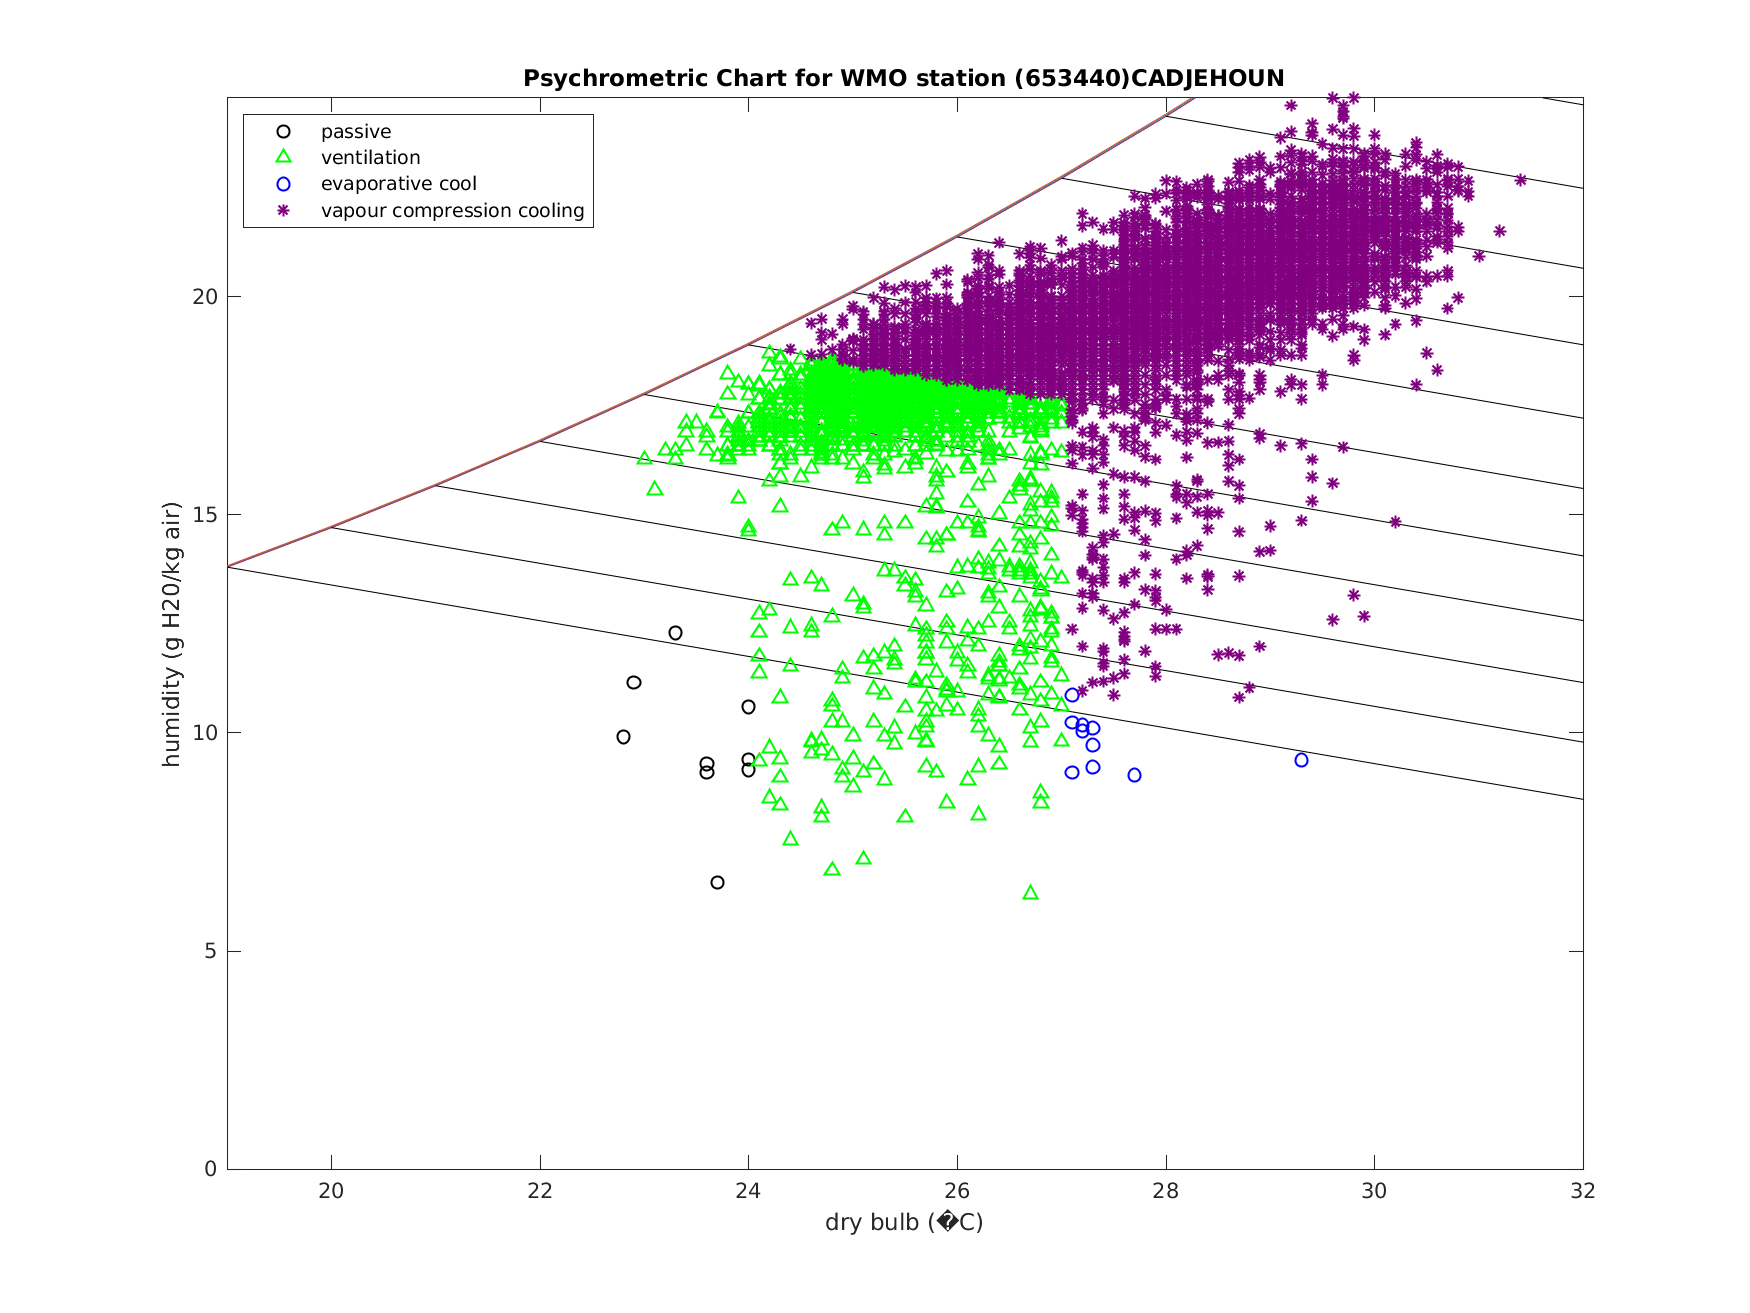 Psychrometric Chart for WMO station (653440)CADJEHOUN
passive
ventilation
evaporative cool
vapour compression cooling
humidity (g H20/kg air)
20
15
10
5
0
20 22 24 26 28 30 32
dry bulb (�C)